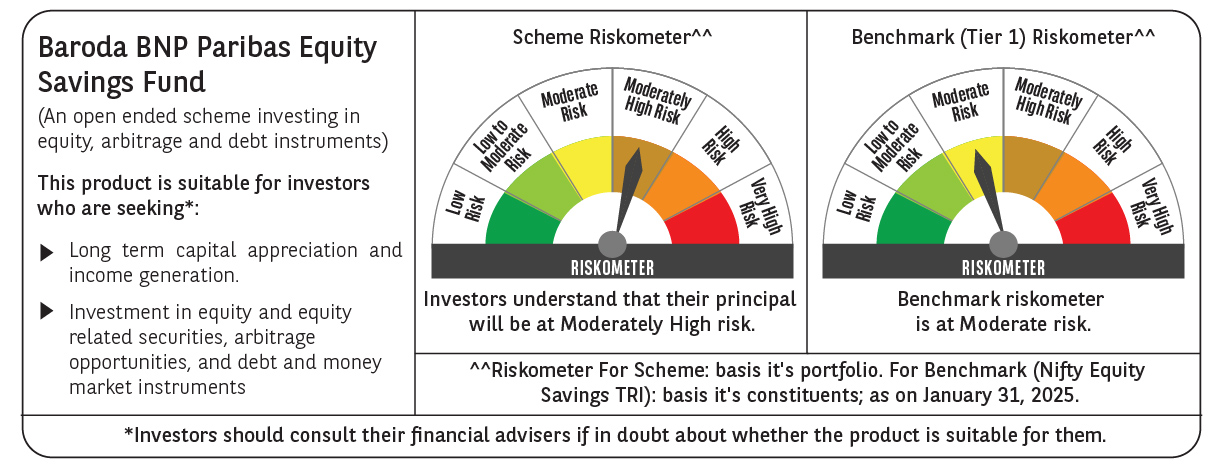 Baroda BNP Paribas Equity
Savings Fund
(An open ended scheme investing in
equity, arbitrage and debt instruments)
This product is suitable for investors
who are seeking*:
Long term capital appreciation and
income generation.
Investment in equity and equity
related securities, arbitrage
opportunities, and debt and money
market instruments
Scheme Riskometer^^
Low
Risk
Low to
Moderate
Risk
Moderate
Risk
Moderately
High Risk
High
Risk
Very High
Risk
RISKOMETER
Investors understand that their principal
will be at Moderately High risk.
Benchmark (Tier 1) Riskometer^^
Low
Risk
Low to
Moderate
Risk
Moderate
Risk
Moderately
High Risk
High
Risk
Very High
Risk
RISKOMETER
Benchmark riskometer
is at Moderate risk.
^^Riskometer For Scheme: basis it's portfolio. For Benchmark (Nifty Equity
Savings TRI): basis it's constituents; as on January 31, 2025.
*Investors should consult their financial advisers if in doubt about whether the product is suitable for them.